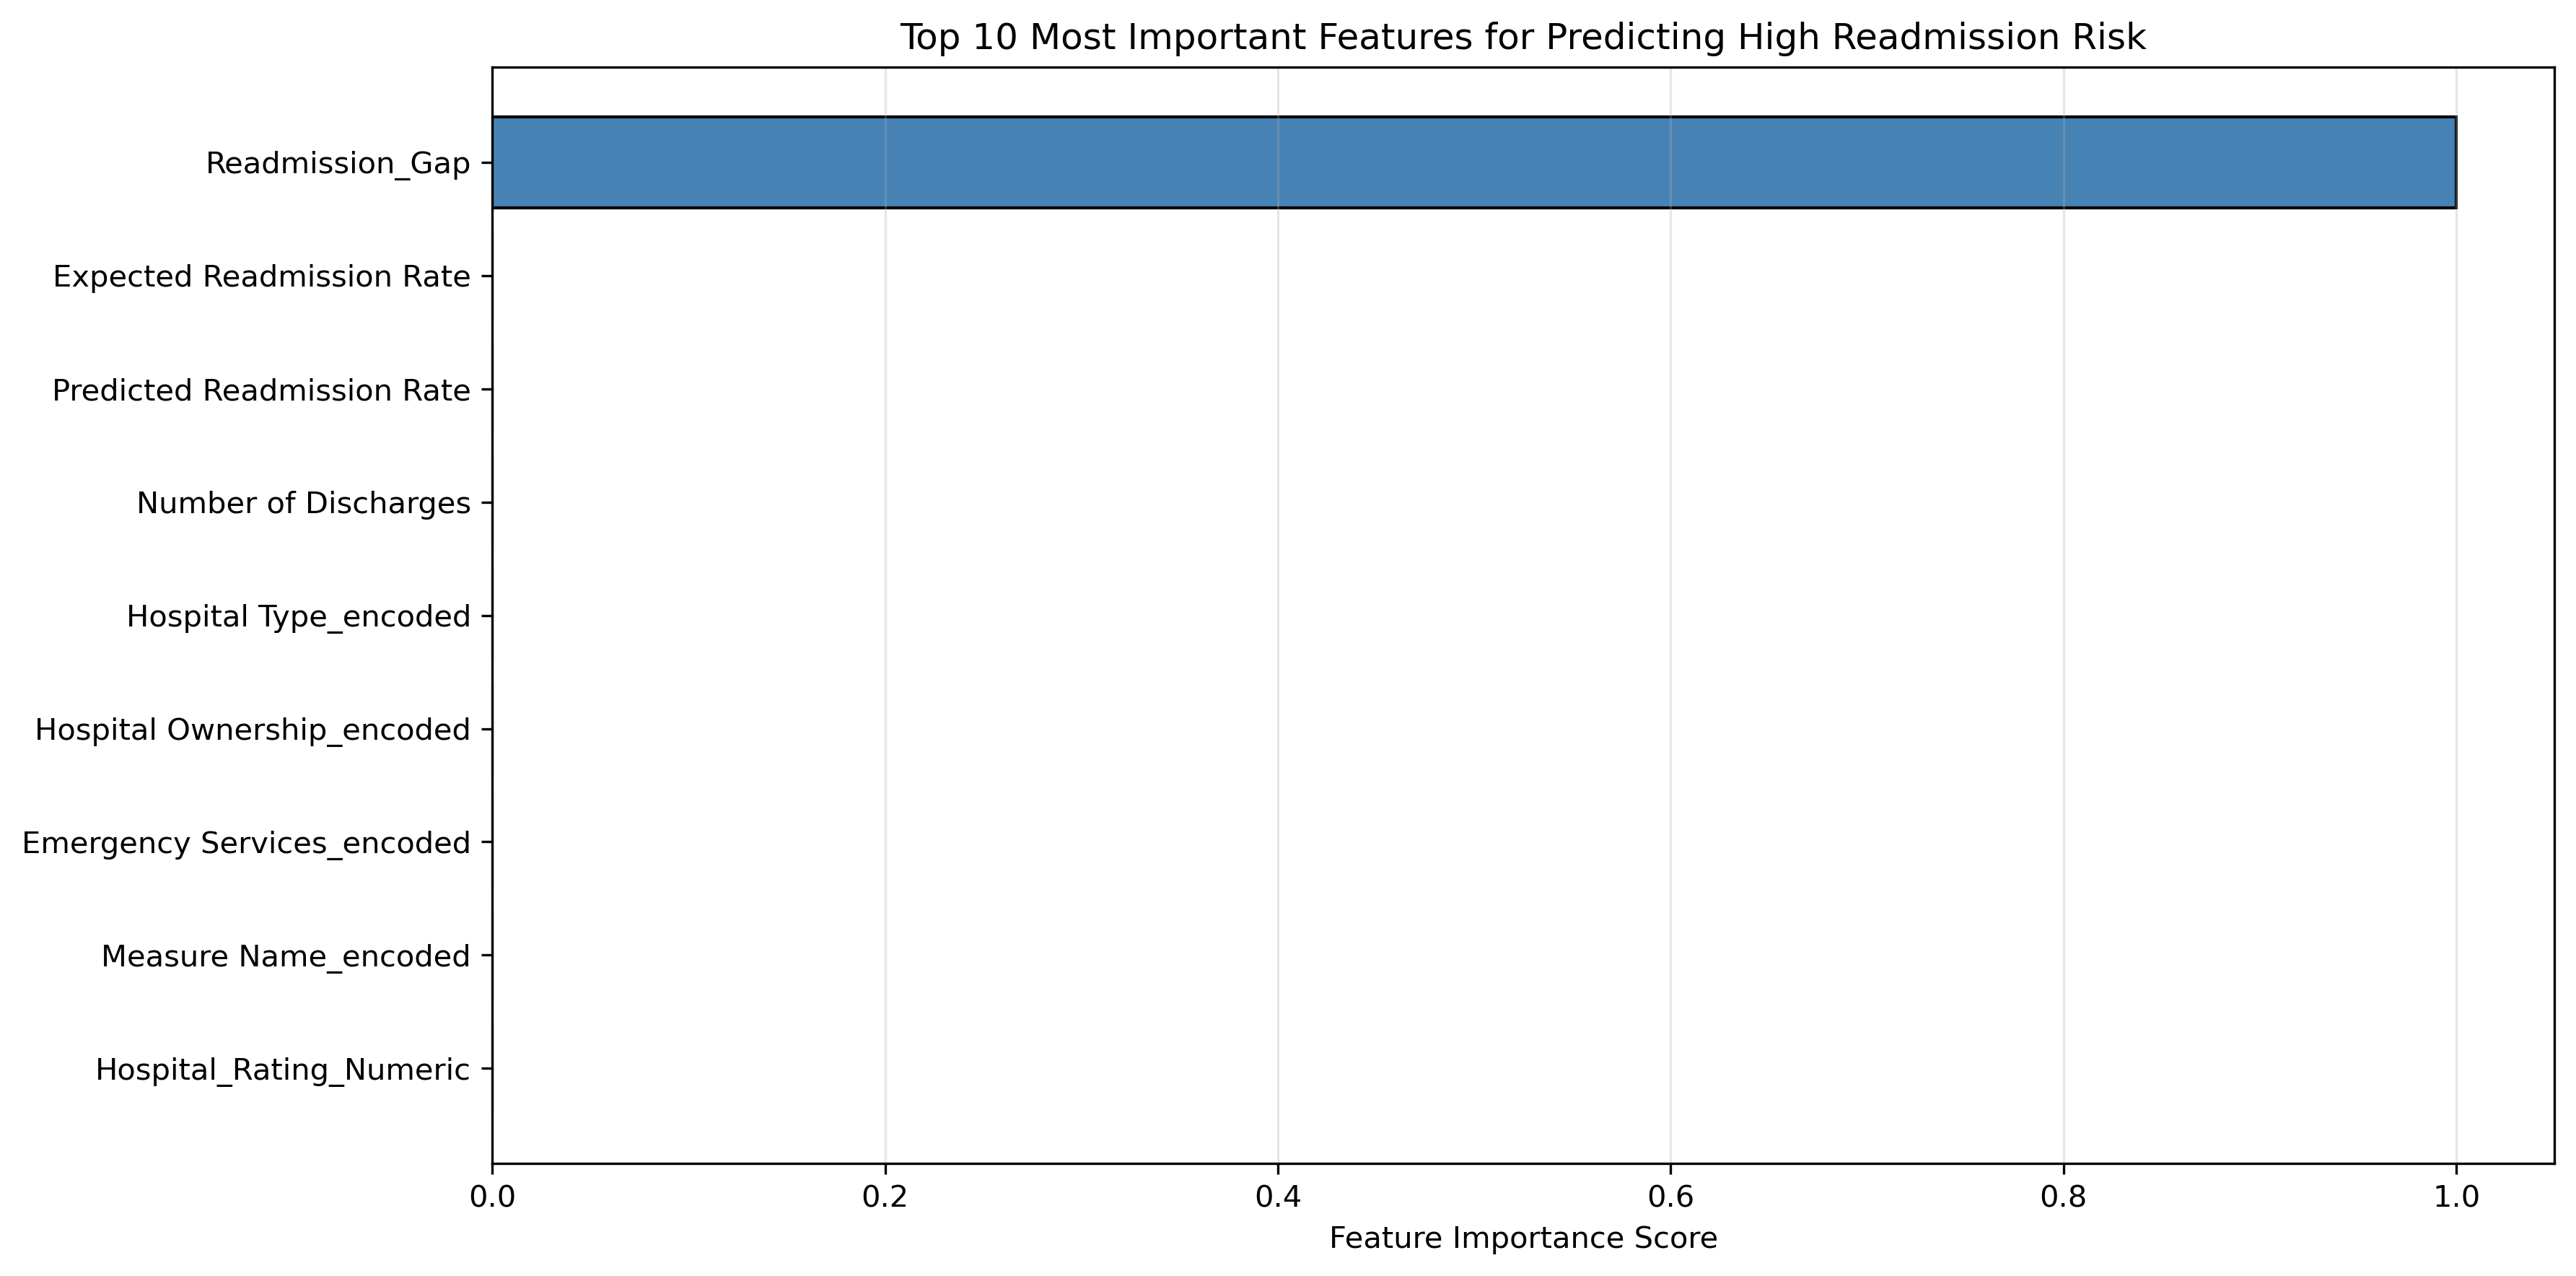 Top 10 Most Important Features for Predicting High Readmission Risk
Readmission_Gap
Expected Readmission Rate
Predicted Readmission Rate
Number of Discharges
Hospital Type_encoded
Hospital Ownership_encoded
Emergency Services_encoded
Measure Name_encoded
Hospital_Rating_Numeric
0.0 0.2 0.4 0.6 0.8 1.0
Feature Importance Score